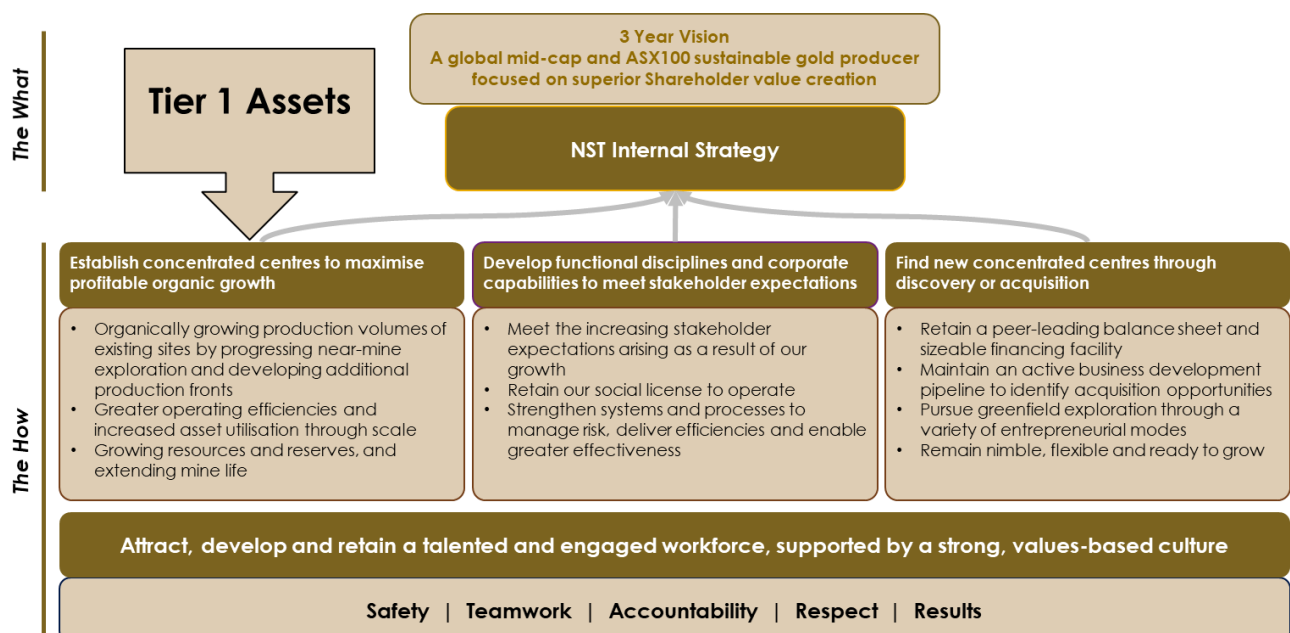 The What
3 Year Vision
A global mid-cap and ASX100 sustainable gold producer
focused on superior Shareholder value creation
Tier 1 Assets
NST Internal Strategy
The How
Establish concentrated centres to maximise
profitable organic growth
• Organically growing production volumes of
existing sites by progressing near-mine
exploration and developing additional
production fronts
• Greater operating efficiencies and
increased asset utilisation through scale
• Growing resources and reserves, and
extending mine life
Develop functional disciplines and corporate
capabilities to meet stakeholder expectations
• Meet the increasing stakeholder
expectations arising as a result of our
growth
• Retain our social license to operate
• Strengthen systems and processes to
manage risk, deliver efficiencies and enable
greater effectiveness
Find new concentrated centres through
discovery or acquisition
• Retain a peer-leading balance sheet and
sizeable financing facility
• Maintain an active business development
pipeline to identify acquisition opportunities
• Pursue greenfield exploration through a
variety of entrepreneurial modes
• Remain nimble, flexible and ready to grow
Attract, develop and retain a talented and engaged workforce, supported by a strong, values-based culture
Safety | Teamwork | Accountability | Respect | Results